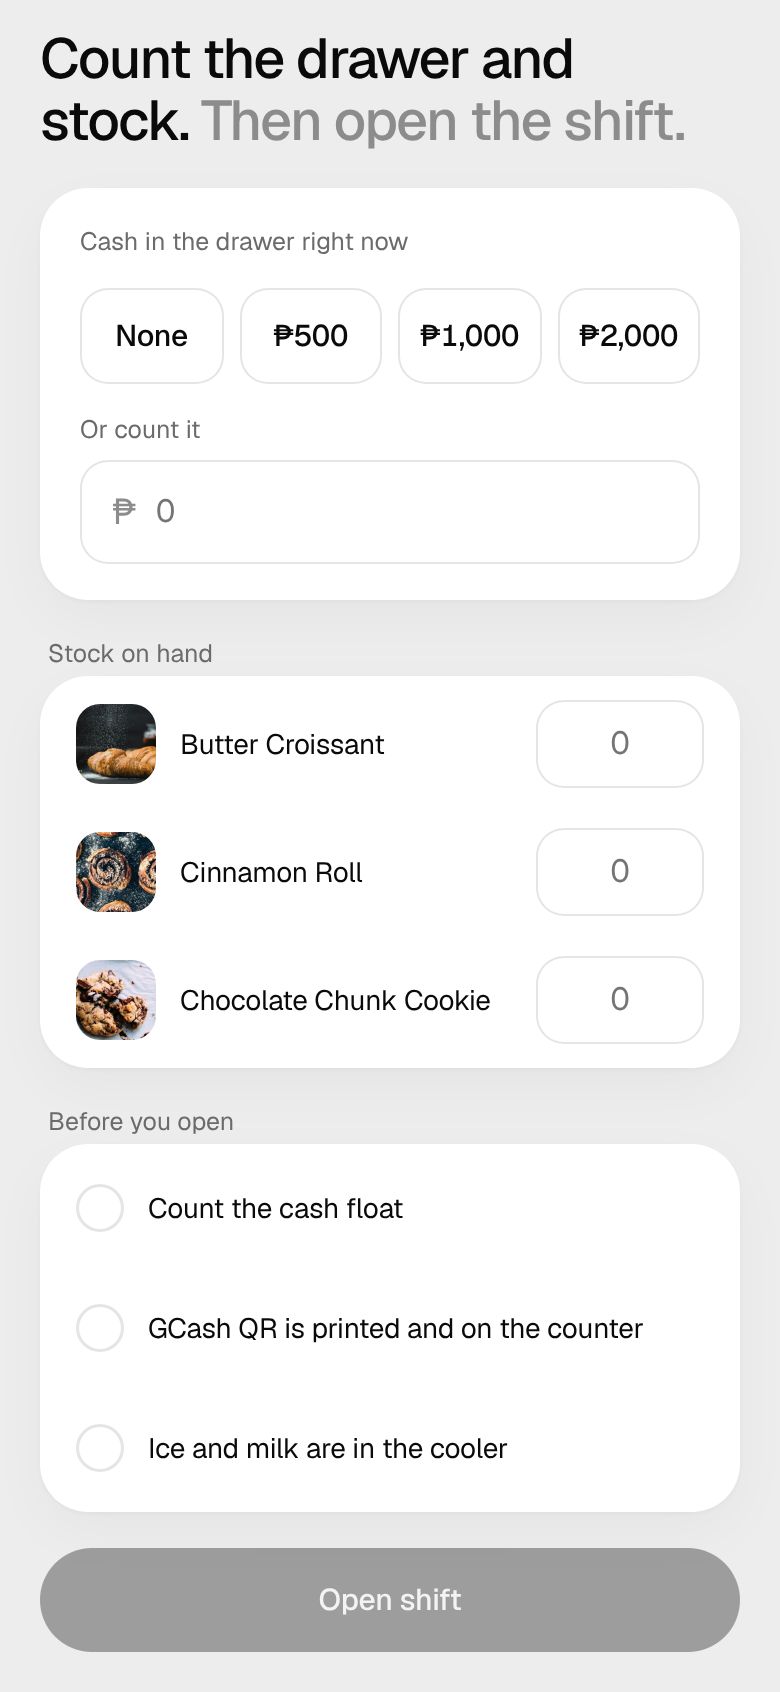 Count the drawer and
stock. Then open the shift.
Cash in the drawer right now
None ₱500 ₱1,000 ₱2,000
Or count it
₱ 0
Stock on hand
Butter Croissant 0
Cinnamon Roll 0
Chocolate Chunk Cookie 0
Before you open
Count the cash float
GCash QR is printed and on the counter
Ice and milk are in the cooler
Open shift